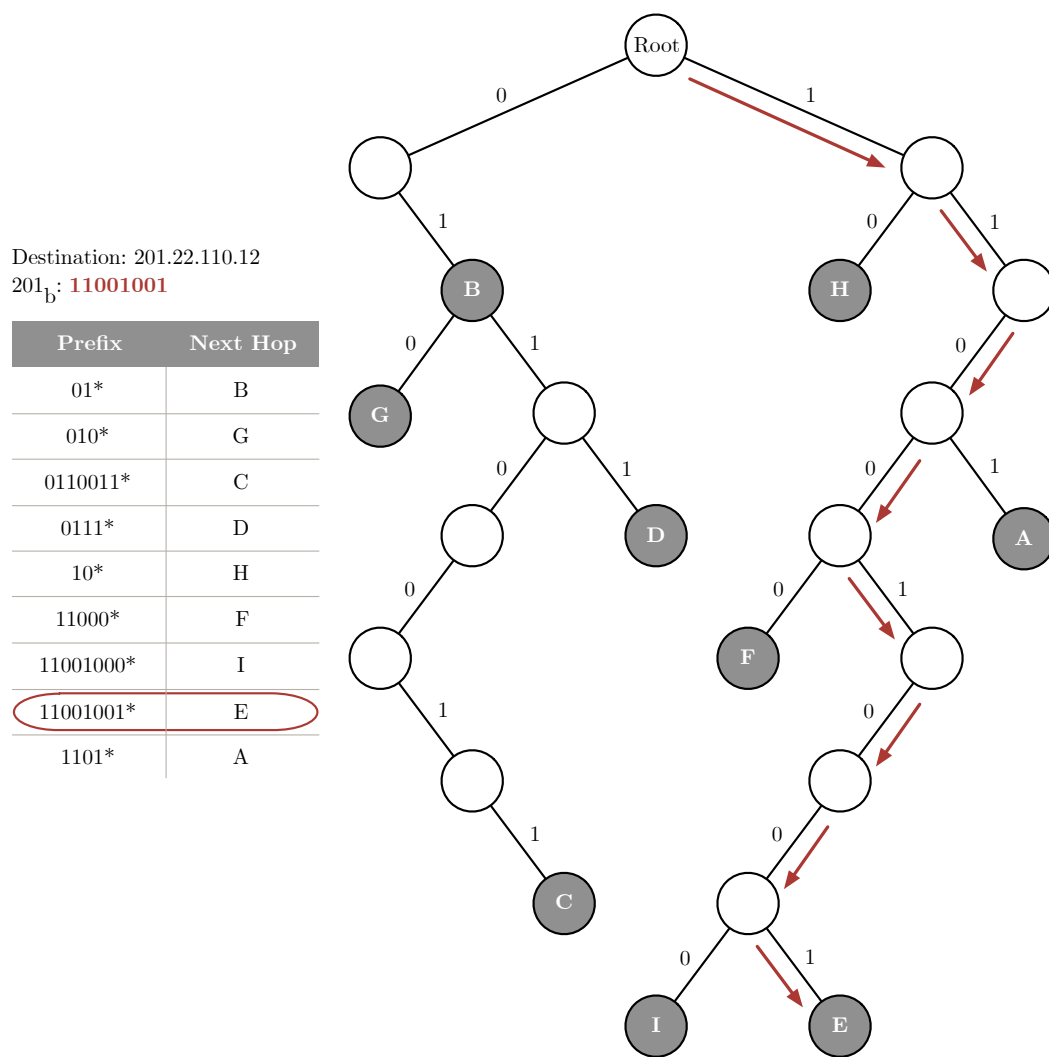 Root
0 1
1 0 1
Destination: 201.22.110.12
201b: 11001001
B H
Prefix Next Hop
0 1 0
01* B
G
010* G
0110011* C
0 1 0 1
0111* D
D A
10* H
0 0 1
11000* F
F
11001000* I
11001001* E
1 0
1101* A
1 0
C
0 1
I E